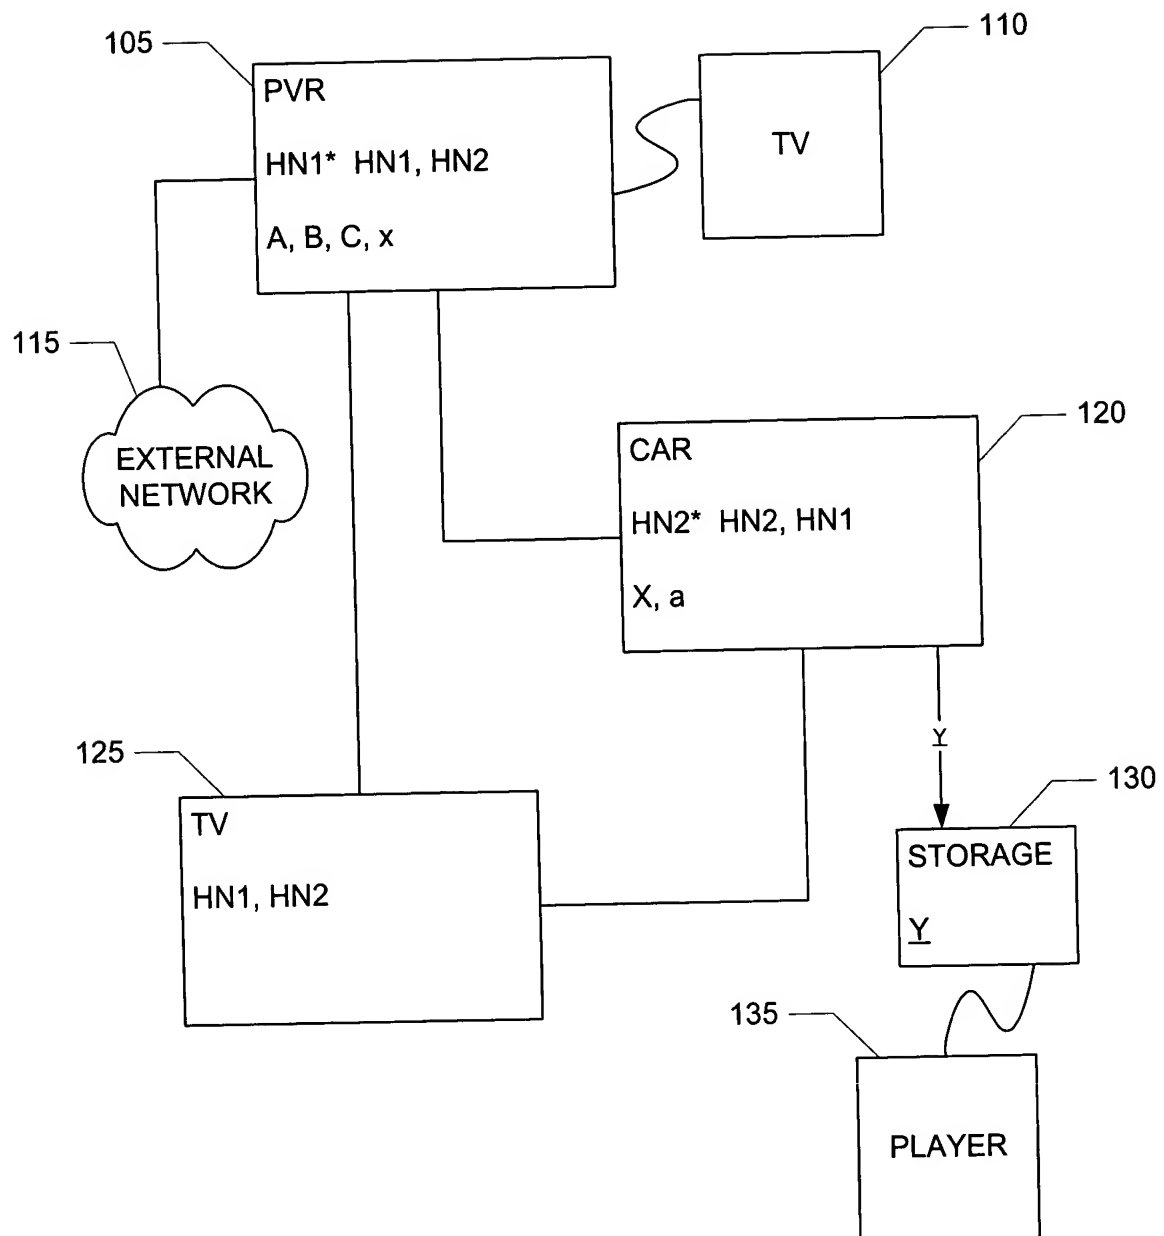 105
110
PVR
HN1* HN1, HN2
A, B, C, x
TV
115
EXTERNAL
NETWORK
120
CAR
HN2* HN2, HN1
X, a
Y
125
TV
HN1, HN2
130
STORAGE
Y
135
PLAYER